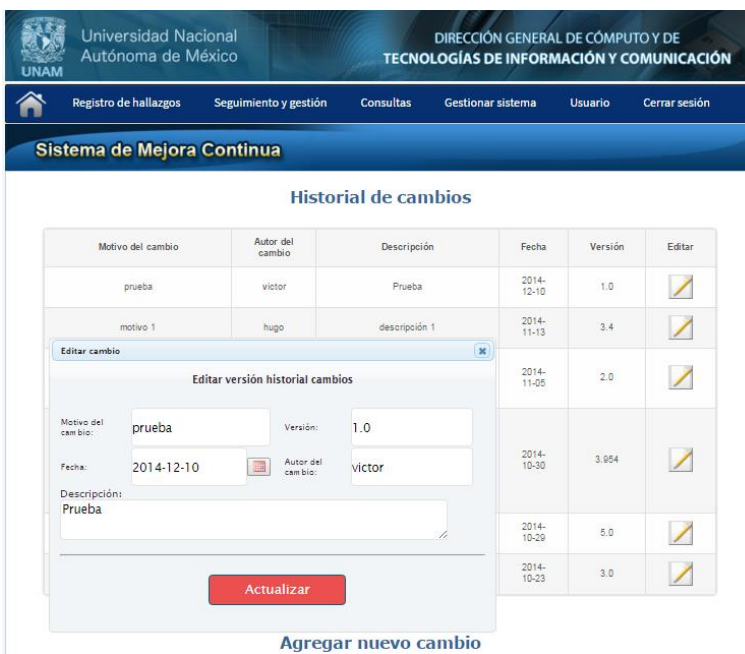 Universidad Nacional
Autónoma de México
UNAM
DIRECCIÓN GENERAL DE CÓMPUTO Y DE
TECNOLOGÍAS DE INFORMACIÓN Y COMUNICACIÓN
Registro de hallazgos Seguimiento y gestión Consultas Gestionar sistema Usuario Cerrar sesión
Sistema de Mejora Continua
Historial de cambios
Motivo del cambio Autor del cambio Descripción Fecha Versión Editar
prueba victor Prueba 2014-12-10 1.0
motivo 1 hugo descripción 1 2014-11-13 3.4
2014-11-05 2.0
2014-10-30 3.954
2014-10-29 5.0
2014-10-23 3.0
Editar cambio
Editar versión historial cambios
Motivo del cambio: prueba Versión: 1.0
Fecha: 2014-12-10 Autor del cambio: victor
Descripción:
Prueba
Actualizar
Agregar nuevo cambio